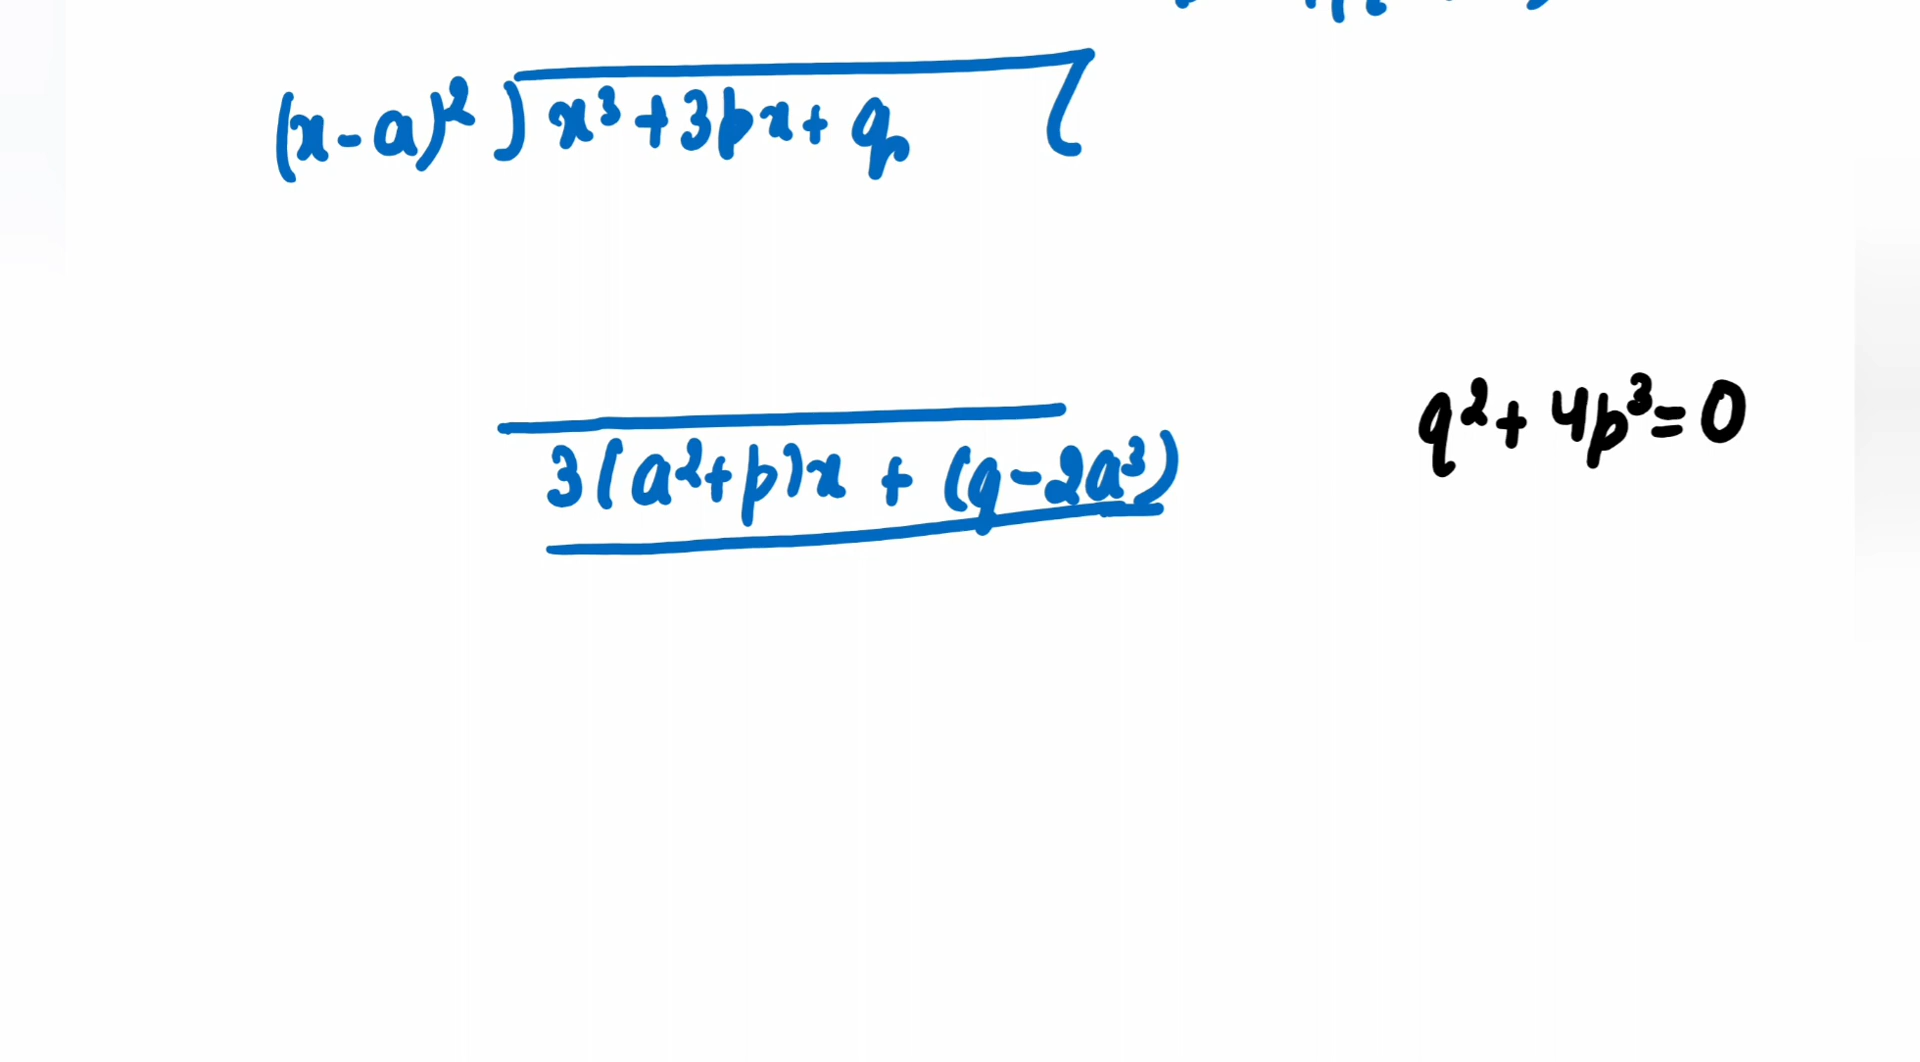 (x-a)² ) x³+3px+ q (
q²+ 4p³= 0
3(a²+p)x + (q-2a³)